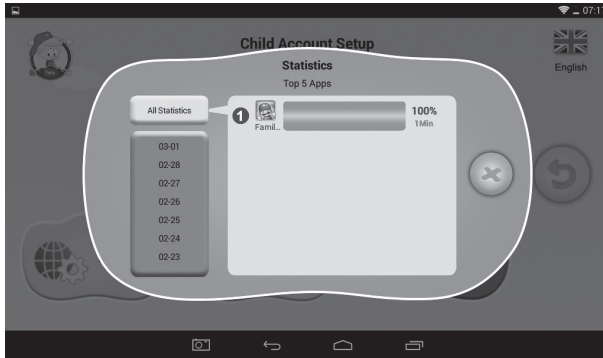 07:17
Child Account Setup
Statistics
English
Top 5 Apps
All Statistics
1
100%
1Min
Famil...
03-01
02-28
02-27
02-26
02-25
02-24
02-23